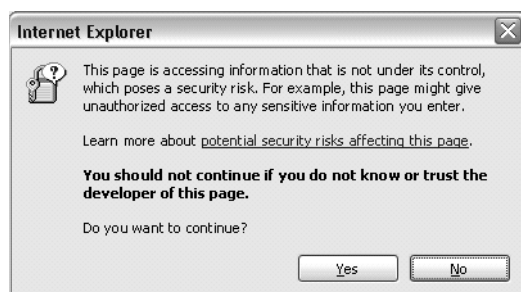 Internet Explorer
This page is accessing information that is not under its control,
which poses a security risk. For example, this page might give
unauthorized access to any sensitive information you enter.
Learn more about potential security risks affecting this page.
You should not continue if you do not know or trust the
developer of this page.
Do you want to continue?
Yes No